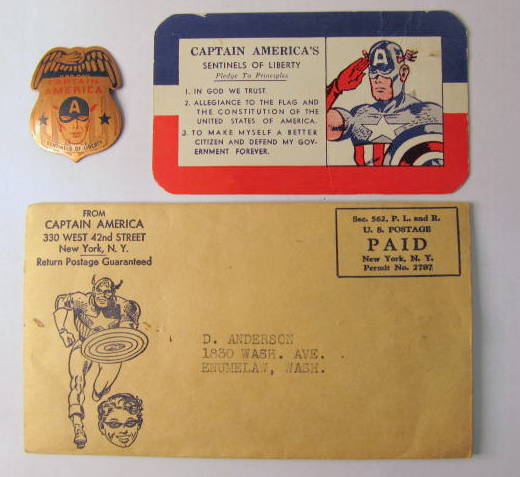 CAPTAIN
AMERICA
A
SENTINELS OF LIBERTY
CAPTAIN AMERICA'S
SENTINELS OF LIBERTY
Pledge To Principles
1. IN GOD WE TRUST.
2. ALLEGIANCE TO THE FLAG AND
THE CONSTITUTION OF THE
UNITED STATES OF AMERICA.
3. TO MAKE MYSELF A BETTER
CITIZEN AND DEFEND MY GOV-
ERNMENT FOREVER.
A
FROM
CAPTAIN AMERICA
330 WEST 42nd STREET
New York, N. Y.
Return Postage Guaranteed
Sec. 562, P. L. and R.
U. S. POSTAGE
PAID
New York, N. Y.
Permit No. 2787
D. ANDERSON
1830 WASH. AVE.
ENUMELAW, WASH.